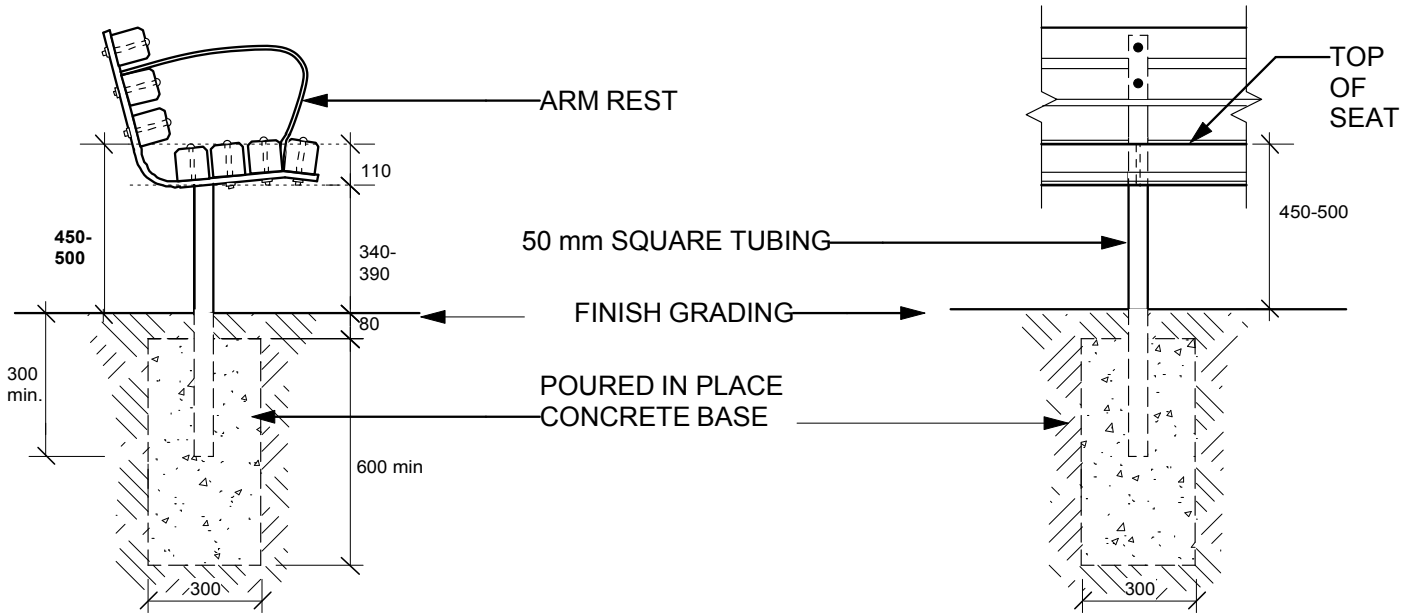 ARM REST
TOP
OF
SEAT
110
450-
500
340-
390
450-500
50 mm SQUARE TUBING
FINISH GRADING
80
300
min.
POURED IN PLACE
CONCRETE BASE
600 min
300
300